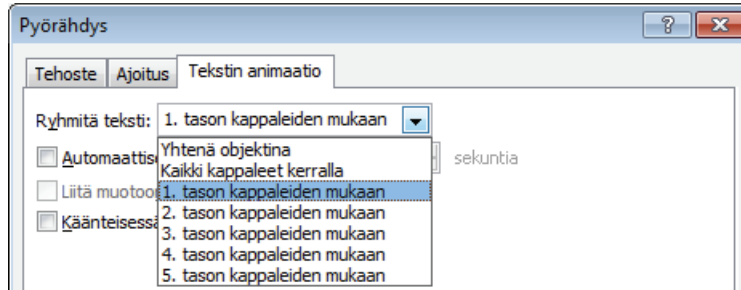 Pyörähdys
Tehoste Ajoitus Tekstin animaatio
Ryhmitä teksti: 1. tason kappaleiden mukaan
Yhtenä objektina
Automaattise sekuntia
Kaikki kappaleet kerralla
Liitä muotoon 1. tason kappaleiden mukaan
2. tason kappaleiden mukaan
Käänteisessä 3. tason kappaleiden mukaan
4. tason kappaleiden mukaan
5. tason kappaleiden mukaan